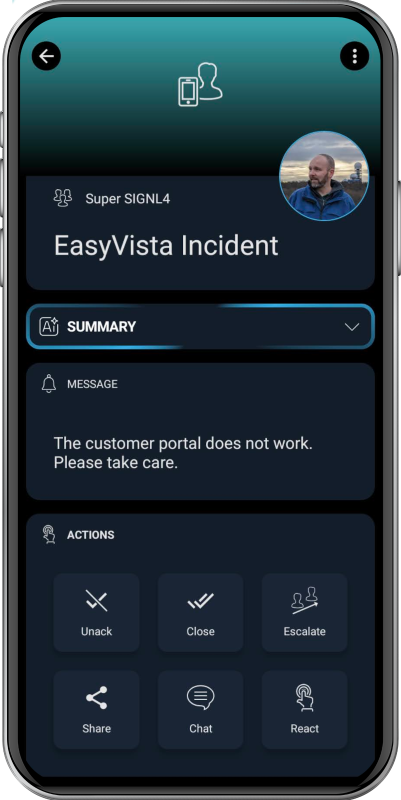 Super SIGNL4
EasyVista Incident
Ai SUMMARY
MESSAGE
The customer portal does not work.
Please take care.
ACTIONS
Unack
Close
Escalate
Share
Chat
React